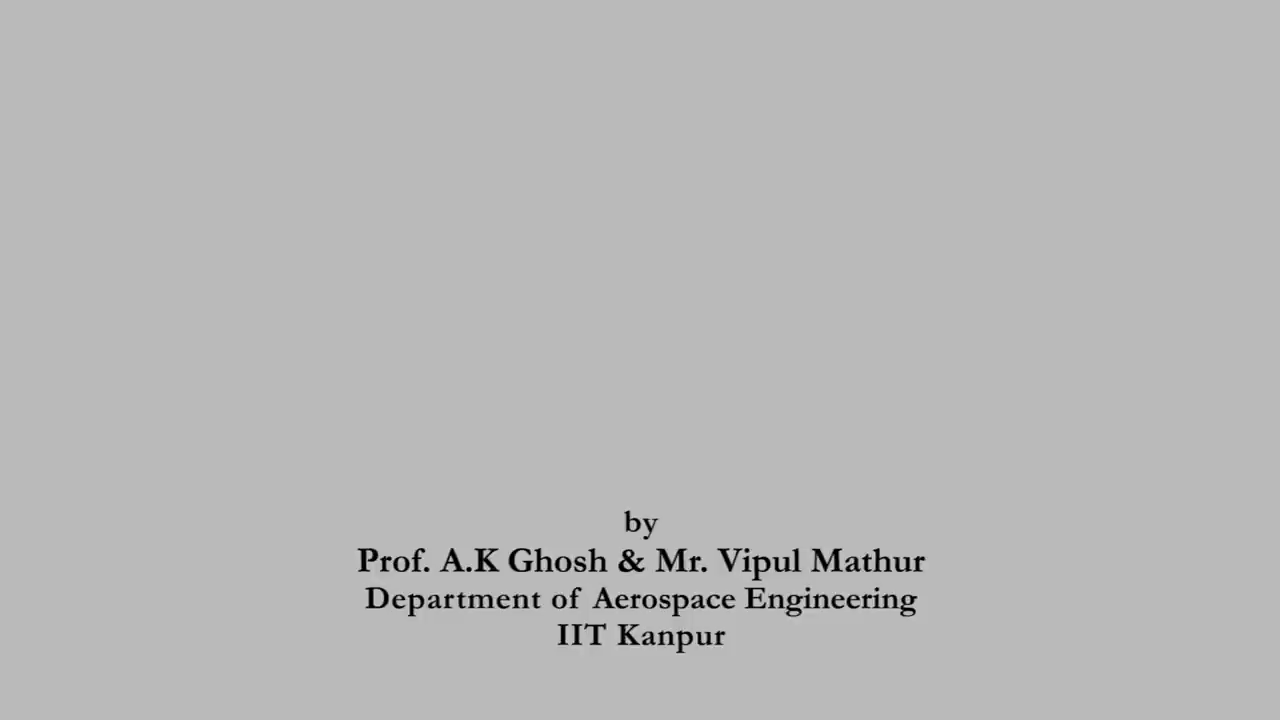 by
Prof. A.K Ghosh & Mr. Vipul Mathur
Department of Aerospace Engineering
IIT Kanpur